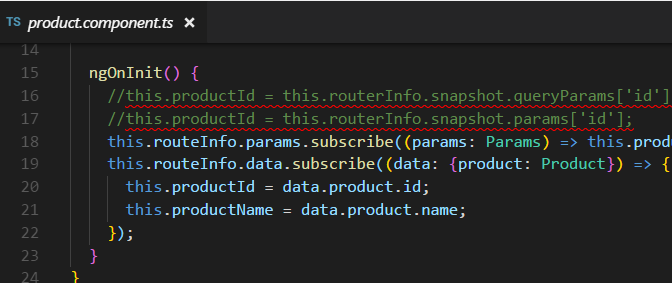 TS product.component.ts ×
14
15 ngOnInit() {
16 //this.productId = this.routerInfo.snapshot.queryParams['id']
17 //this.productId = this.routerInfo.snapshot.params['id'];
18 this.routeInfo.params.subscribe((params: Params) => this.prod
19 this.routeInfo.data.subscribe((data: {product: Product}) => {
20 this.productId = data.product.id;
21 this.productName = data.product.name;
22 });
23 }
24 }